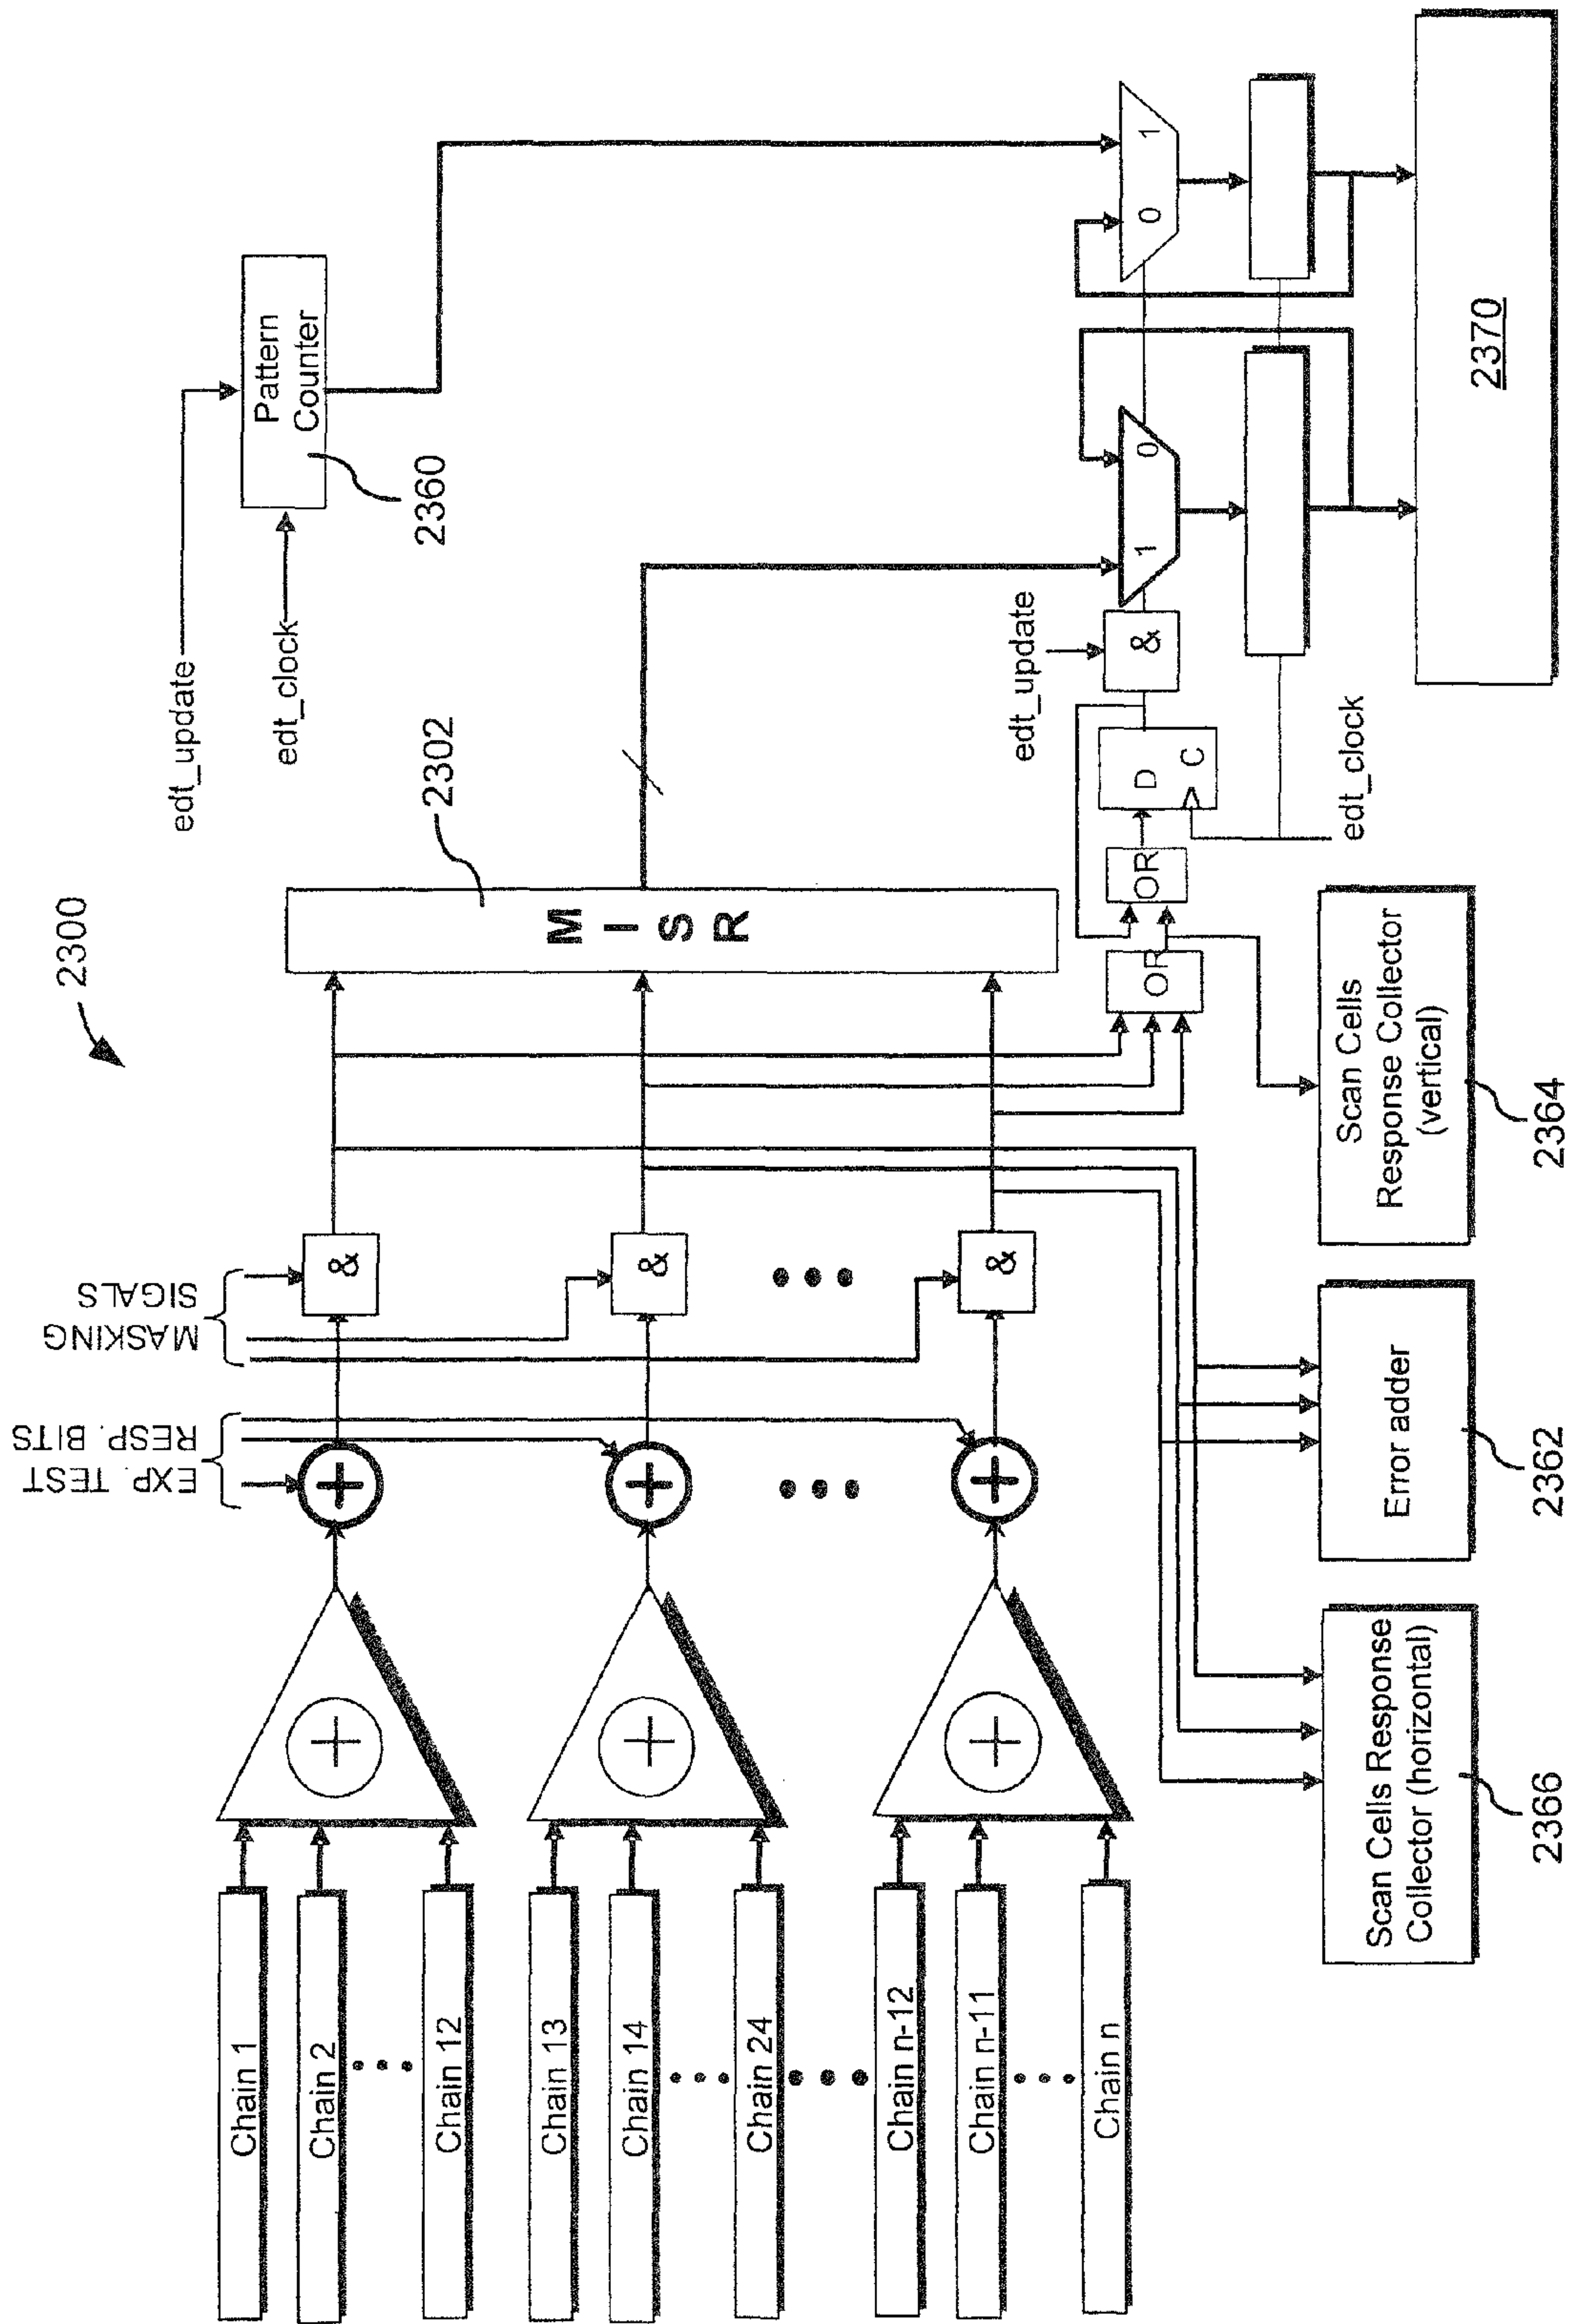 2300
edt_update
edt_clock
Pattern
Counter
2360
2302
M
I
S
R
EXP. TEST
RESP. BITS
MASKING
SIGALS
+
+
+
&
&
&
+
+
+
Chain 1
Chain 2
Chain 12
Chain 13
Chain 14
Chain 24
Chain n-12
Chain n-11
Chain n
OR
OR
D
C
edt_clock
edt_update
&
1
0
0
1
2370
Scan Cells Response
Collector (horizontal)
2366
Error adder
2362
Scan Cells
Response Collector
(vertical)
2364